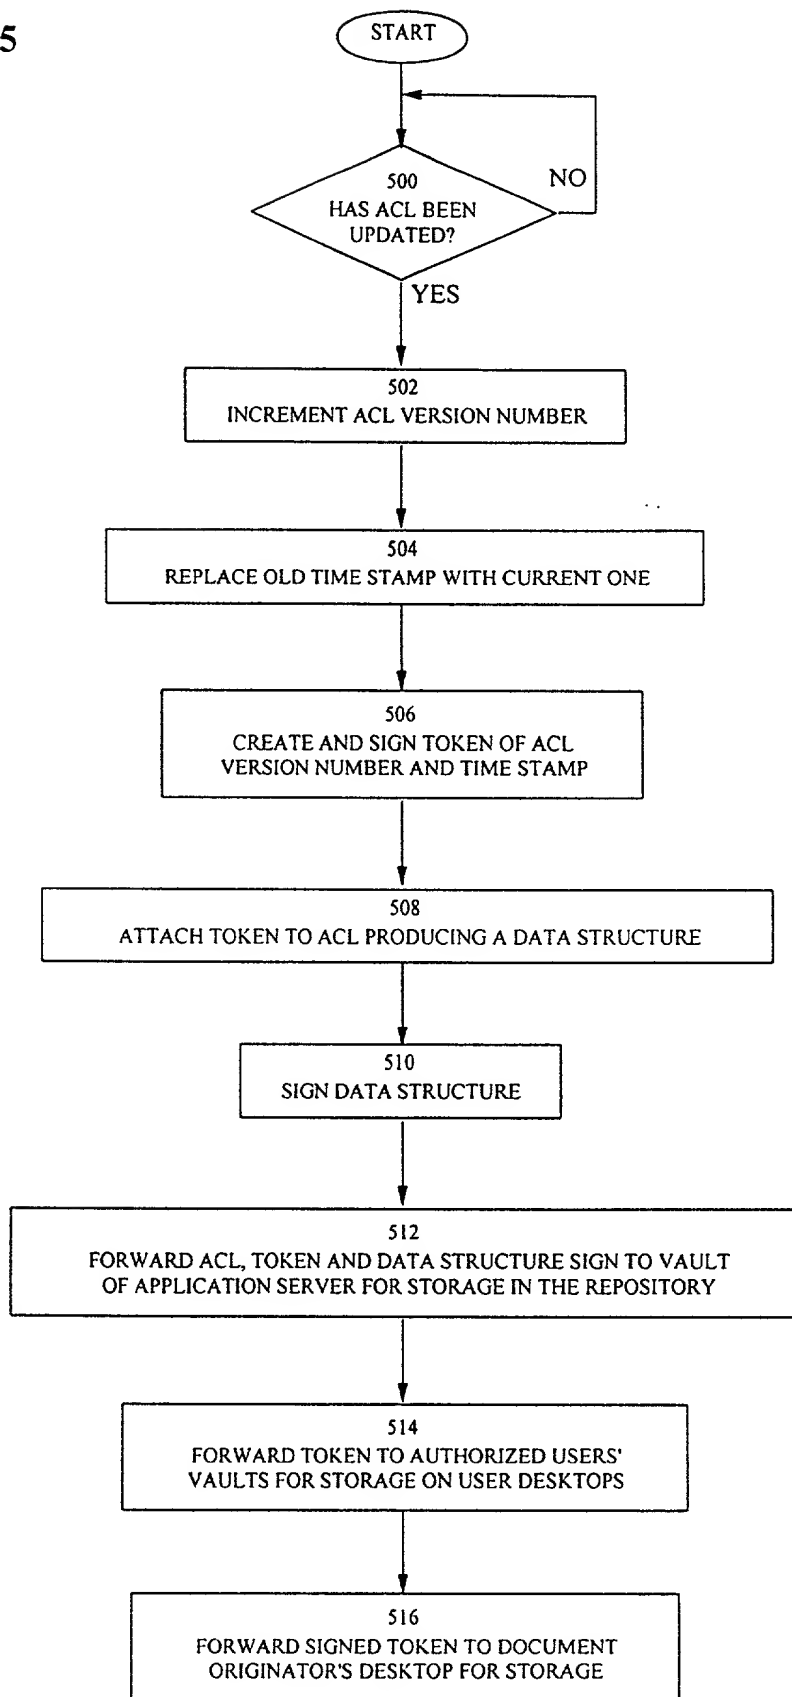 5
START
500
HAS ACL BEEN
UPDATED?
NO
YES
502
INCREMENT ACL VERSION NUMBER
504
REPLACE OLD TIME STAMP WITH CURRENT ONE
506
CREATE AND SIGN TOKEN OF ACL
VERSION NUMBER AND TIME STAMP
508
ATTACH TOKEN TO ACL PRODUCING A DATA STRUCTURE
510
SIGN DATA STRUCTURE
512
FORWARD ACL, TOKEN AND DATA STRUCTURE SIGN TO VAULT
OF APPLICATION SERVER FOR STORAGE IN THE REPOSITORY
514
FORWARD TOKEN TO AUTHORIZED USERS'
VAULTS FOR STORAGE ON USER DESKTOPS
516
FORWARD SIGNED TOKEN TO DOCUMENT
ORIGINATOR'S DESKTOP FOR STORAGE